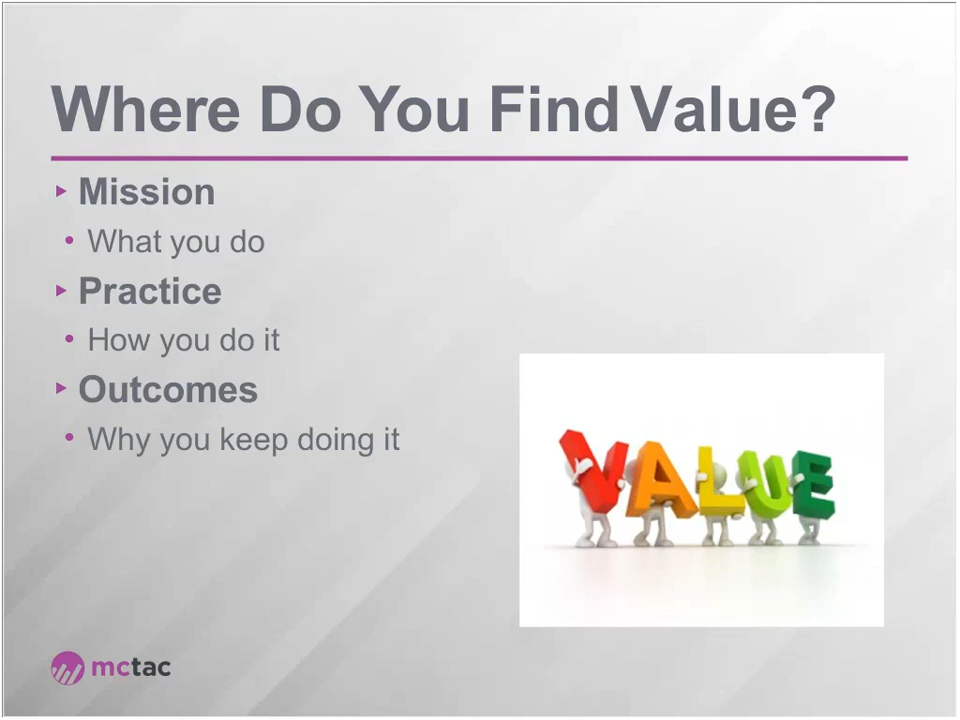 Where Do You Find Value?
Mission
What you do
Practice
How you do it
Outcomes
Why you keep doing it
VALUE
mctac